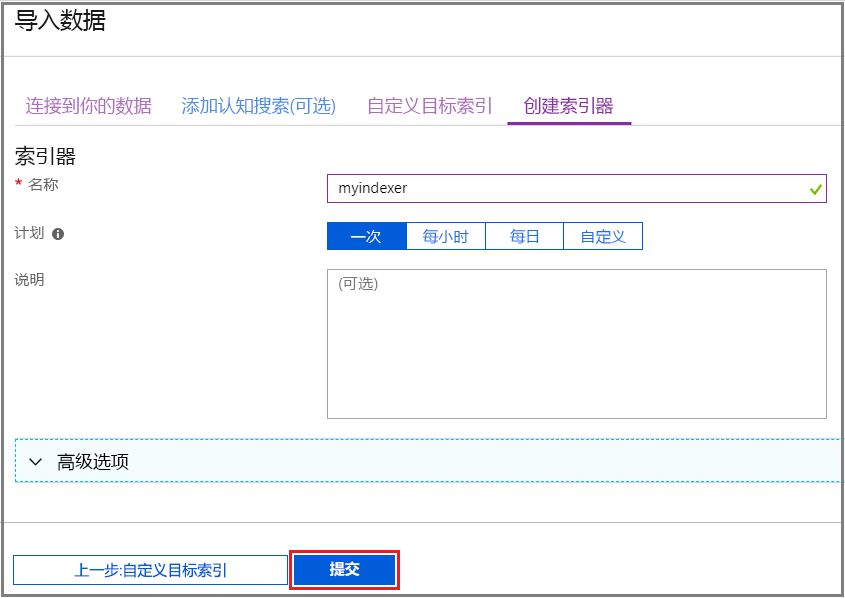 导入数据
连接到你的数据 添加认知搜索(可选) 自定义目标索引 创建索引器
索引器
* 名称 myindexer
计划 一次 每小时 每日 自定义
说明 (可选)
高级选项
上一步:自定义目标索引 提交